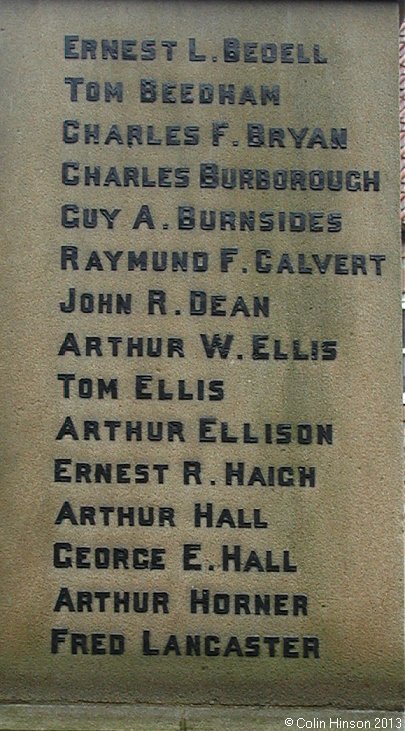 ERNEST L. BEDELL
TOM BEEDHAM
CHARLES F. BRYAN
CHARLES BURBOROUGH
GUY A. BURNSIDES
RAYMUND F. CALVERT
JOHN R. DEAN
ARTHUR W. ELLIS
TOM ELLIS
ARTHUR ELLISON
ERNEST R. HAIGH
ARTHUR HALL
GEORGE E. HALL
ARTHUR HORNER
FRED LANCASTER
© Colin Hinson 2013